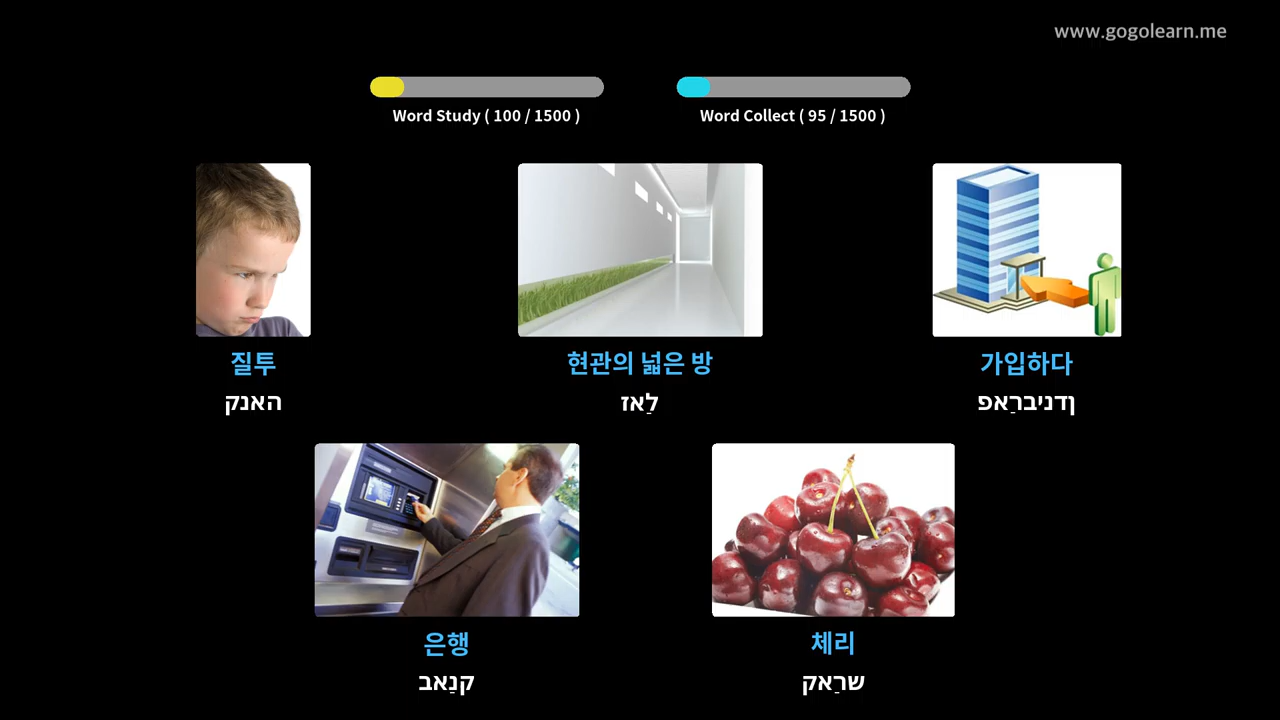 www.gogolearn.me
Word Study ( 100 / 1500 )
Word Collect ( 95 / 1500 )
질투
האנק
현관의 넓은 방
לַאז
가입하다
ןדניברַאפ
은행
קנַאב
체리
שרַאק